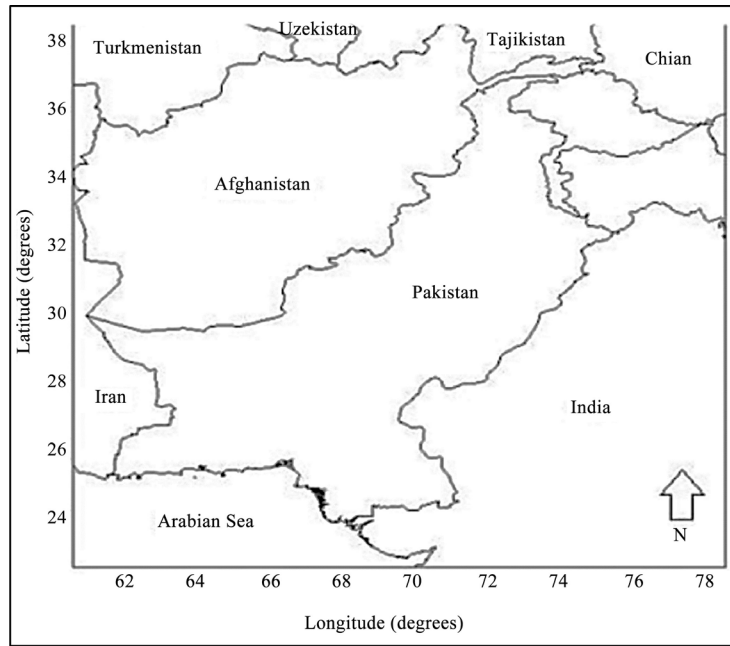 Uzekistan
Turkmenistan
Tajikistan
Chian
Afghanistan
Pakistan
Iran
India
Arabian Sea
N
38
36
34
32
30
28
26
24
Latitude (degrees)
62 64 66 68 70 72 74 76 78
Longitude (degrees)